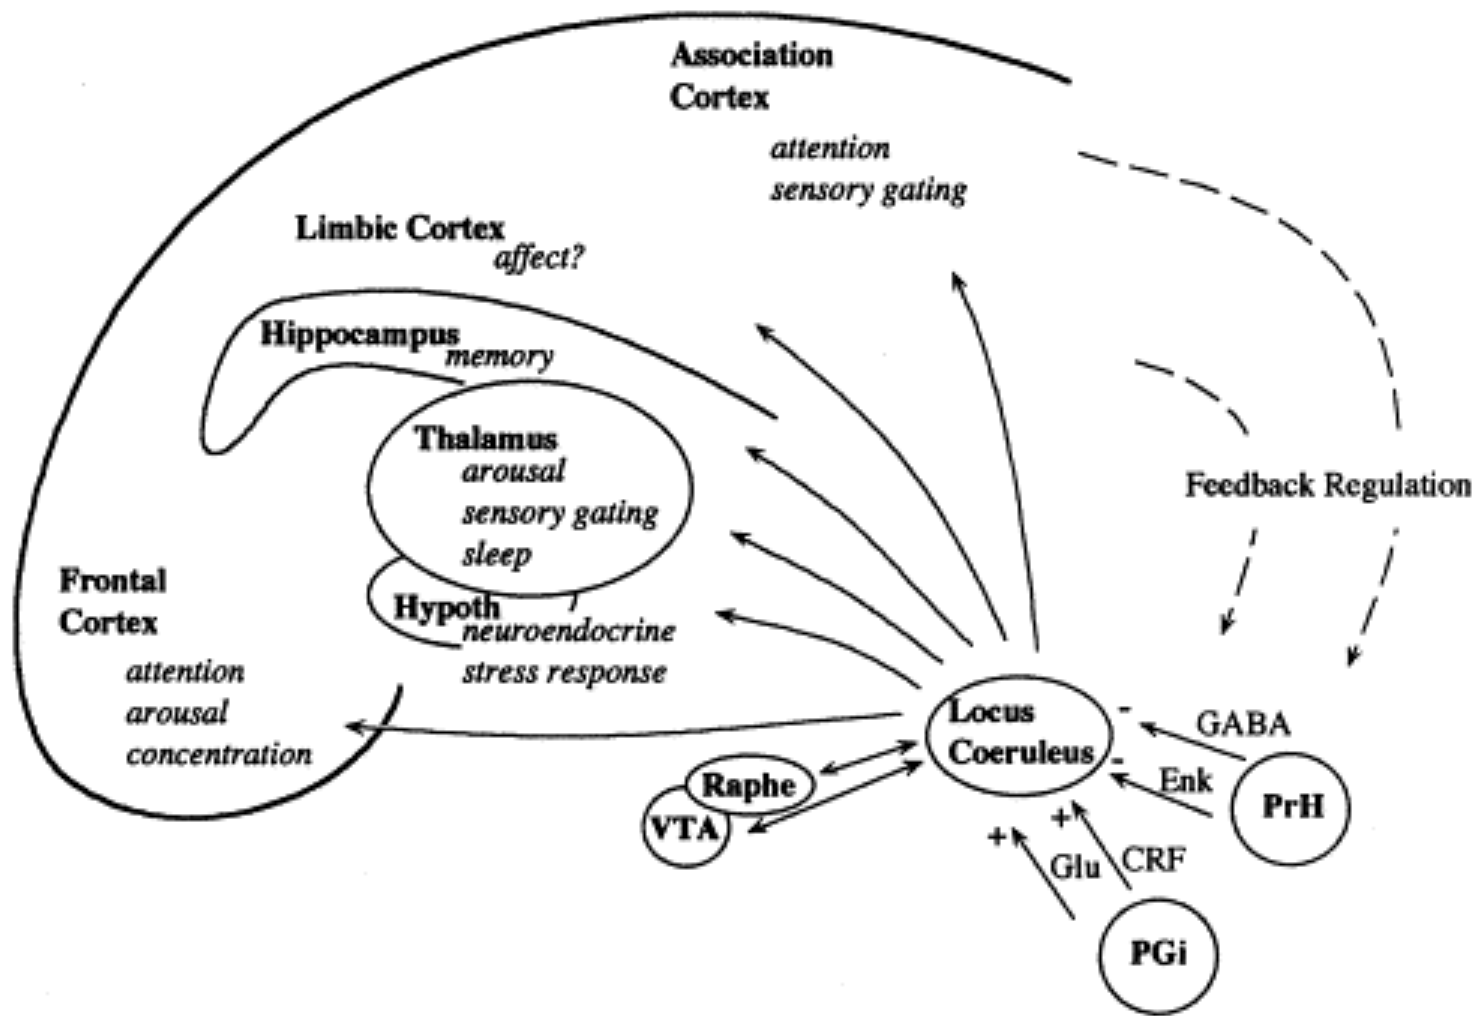 Association
Cortex
attention
sensory gating
Limbic Cortex
affect?
Hippocampus
memory
Thalamus
arousal
sensory gating
sleep
Feedback Regulation
Frontal
Cortex
attention
arousal
concentration
Hypoth
neuroendocrine
stress response
Locus
Coeruleus
-
GABA
-
Enk
PrH
Raphe
VTA
+
+
Glu
CRF
PGi